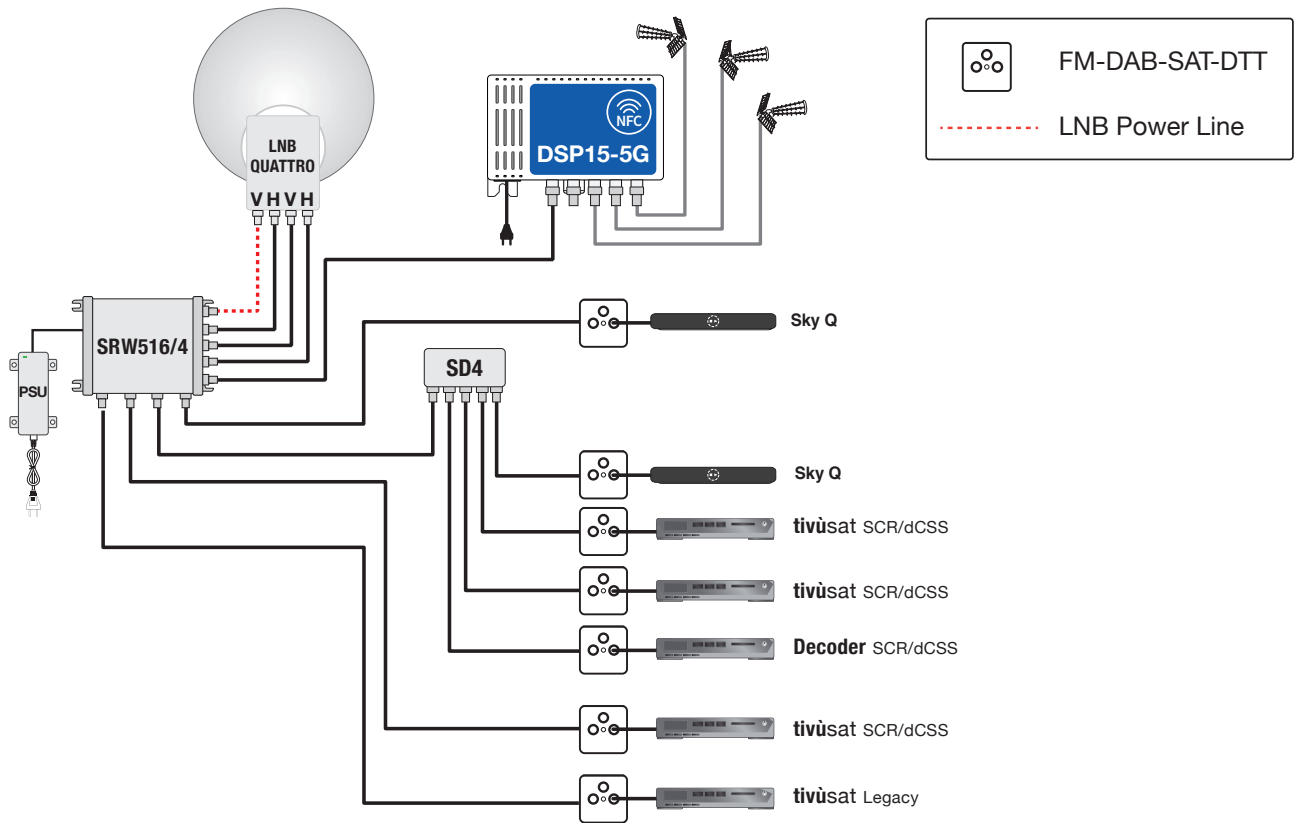 FM-DAB-SAT-DTT
LNB Power Line
LNB
QUATTRO
V H V H
NFC
DSP15-5G
SRW516/4
PSU
SD4
Sky Q
Sky Q
tivùsat SCR/dCSS
tivùsat SCR/dCSS
Decoder SCR/dCSS
tivùsat SCR/dCSS
tivùsat Legacy